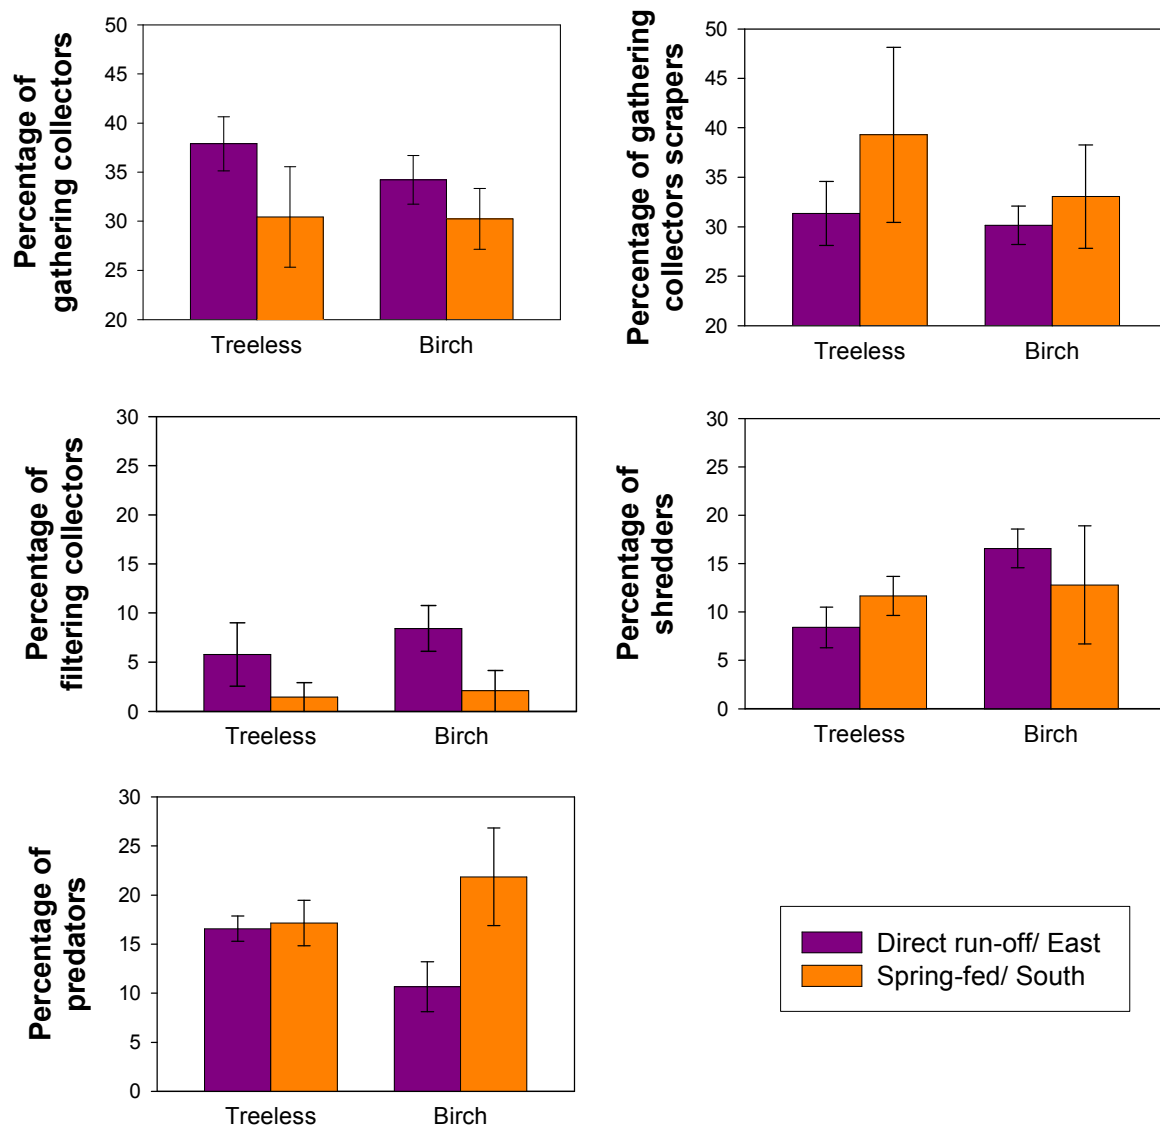 Percentage of
gathering collectors
50
45
40
35
30
25
20
Treeless
Birch
Percentage of gathering
collectors scrapers
50
45
40
35
30
25
20
Treeless
Birch
Percentage of
filtering collectors
30
25
20
15
10
5
0
Treeless
Birch
Percentage of
shredders
30
25
20
15
10
5
0
Treeless
Birch
Percentage of
predators
30
25
20
15
10
5
0
Treeless
Birch
Direct run-off/ East
Spring-fed/ South